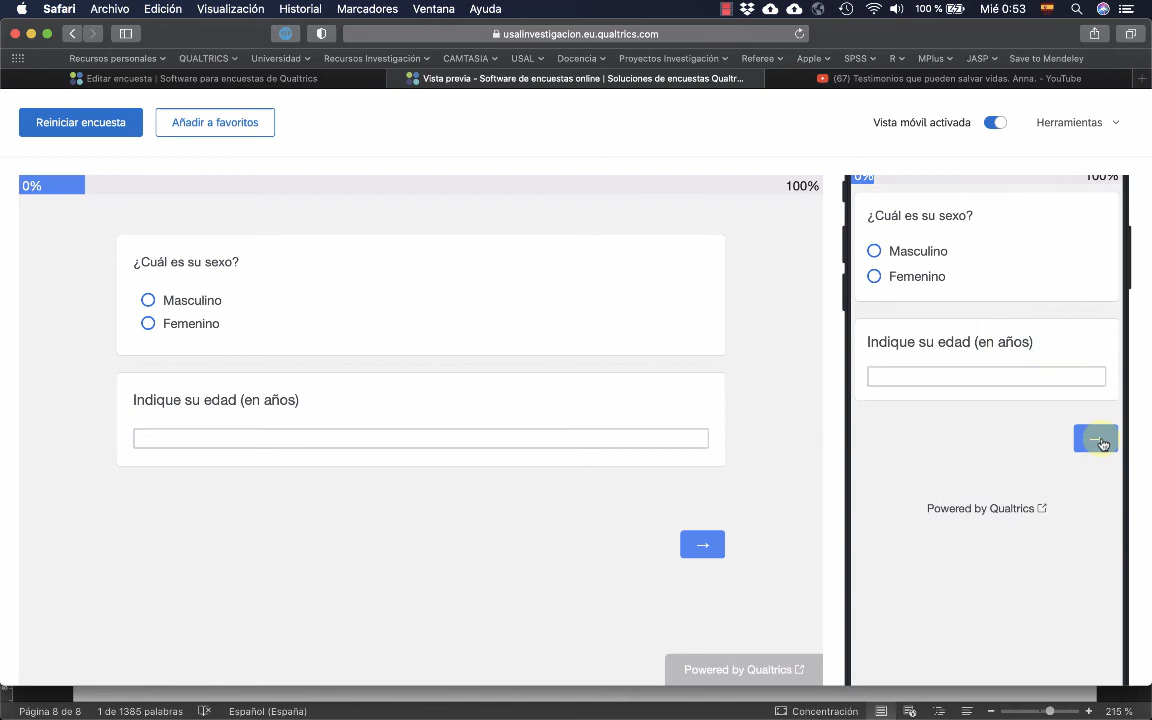 Safari Archivo Edición Visualización Historial Marcadores Ventana Ayuda 100 % Mié 0:53
usalinvestigacion.eu.qualtrics.com
Recursos personales QUALTRICS Universidad Recursos Investigación CAMTASIA USAL Docencia Proyectos Investigación Referee Apple SPSS R MPlus JASP Save to Mendeley
Editar encuesta | Software para encuestas de Qualtrics
Vista previa - Software de encuestas online | Soluciones de encuestas Qualtr...
(67) Testimonios que pueden salvar vidas. Anna. - YouTube
Reiniciar encuesta
Añadir a favoritos
Vista móvil activada
Herramientas
0% 100%
¿Cuál es su sexo?
Masculino
Femenino
Indique su edad (en años)
→
Powered by Qualtrics
0% 100%
¿Cuál es su sexo?
Masculino
Femenino
Indique su edad (en años)
Powered by Qualtrics
Página 8 de 8 1 de 1385 palabras Español (España) Concentración 215 %